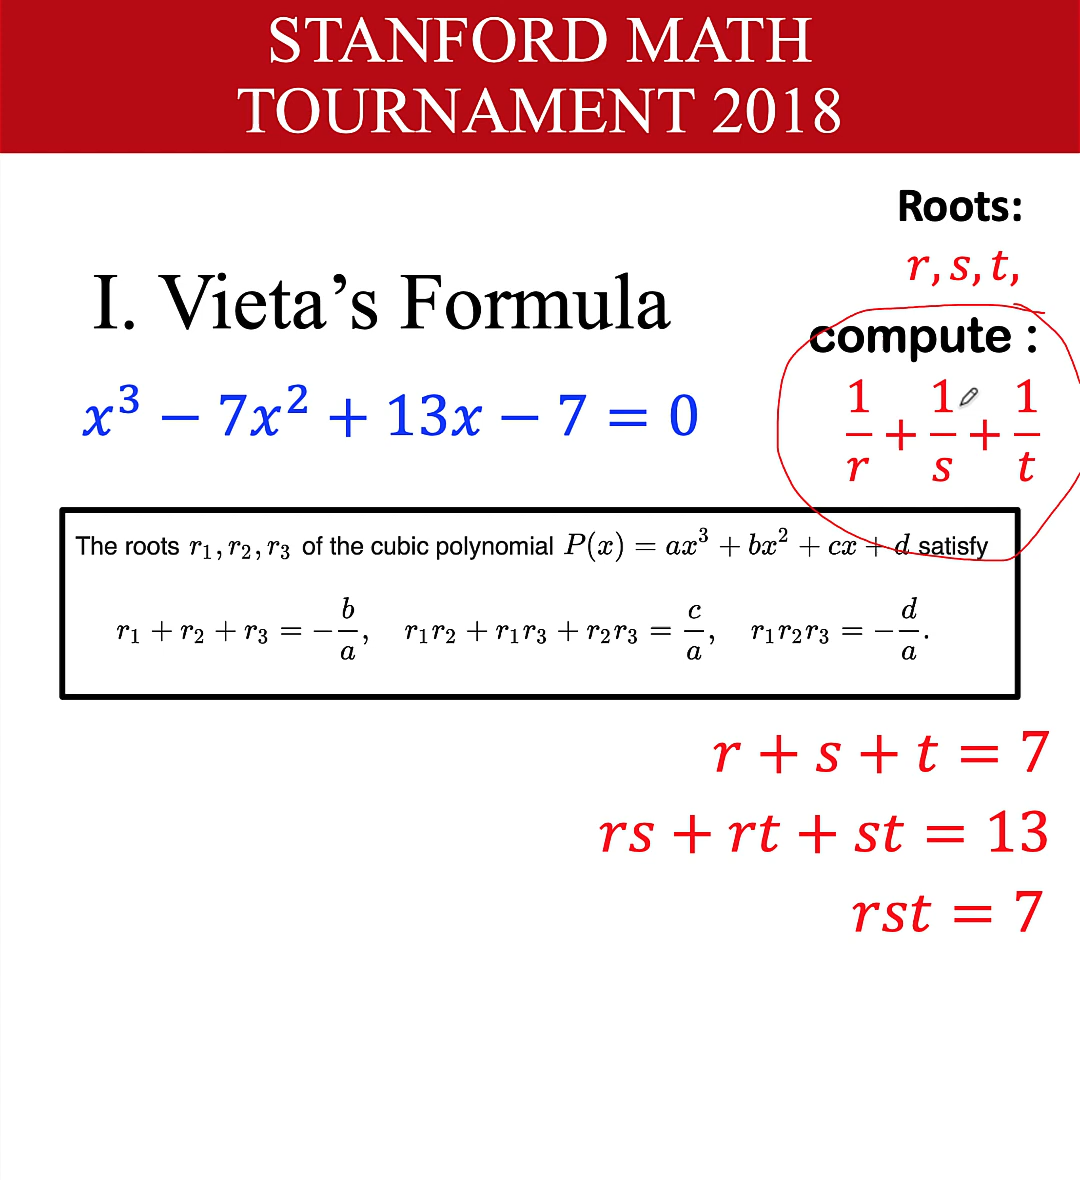 STANFORD MATH
TOURNAMENT 2018
Roots:
r, s, t,
I. Vieta’s Formula
compute :
x³ − 7x² + 13x − 7 = 0
1/r + 1/s + 1/t
The roots r₁, r₂, r₃ of the cubic polynomial P(x) = ax³ + bx² + cx + d satisfy
r₁ + r₂ + r₃ = −b/a, r₁r₂ + r₁r₃ + r₂r₃ = c/a, r₁r₂r₃ = −d/a.
r + s + t = 7
rs + rt + st = 13
rst = 7